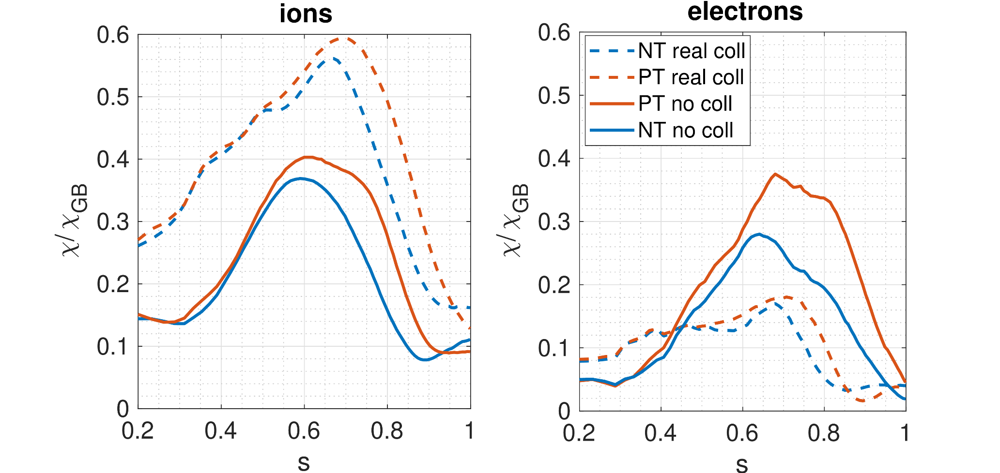 ions
0.6
0.5
0.4
0.3
0.2
0.1
0
0.2 0.4 0.6 0.8 1
s
χ/χGB
electrons
NT real coll
PT real coll
PT no coll
NT no coll
0.6
0.5
0.4
0.3
0.2
0.1
0
0.2 0.4 0.6 0.8 1
s
χ/χGB